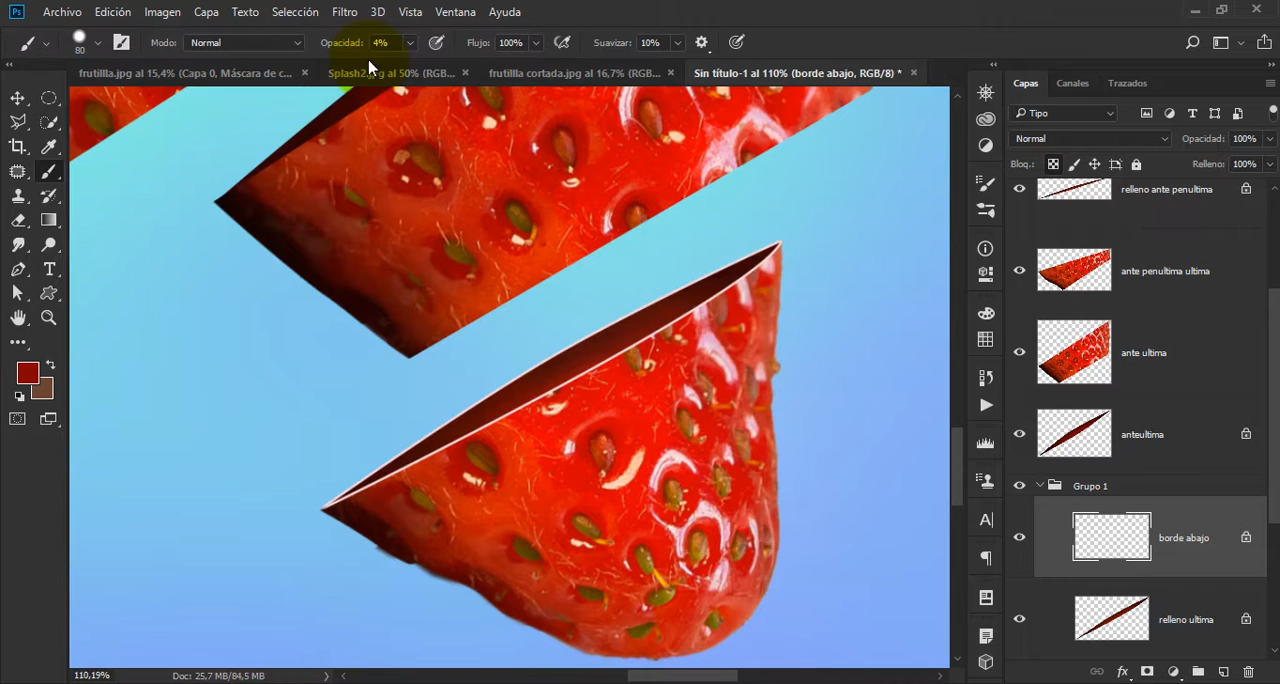 Ps Archivo Edición Imagen Capa Texto Selección Filtro 3D Vista Ventana Ayuda
80 Modo: Normal Opacidad: 4% Flujo: 100% Suavizar: 10%
frutillla.jpg al 15,4% (Capa 0, Máscara de c... × Splash2.jpg al 50% (RGB... × frutillla cortada.jpg al 16,7% (RGB... × Sin título-1 al 110% (borde abajo, RGB/8) * ×
Capas Canales Trazados
Tipo
Normal Opacidad: 100%
Bloq.: Relleno: 100%
relleno ante penultima
ante penultima ultima
ante ultima
anteultima
Grupo 1
borde abajo
relleno ultima
110,19% Doc: 25,7 MB/84,5 MB